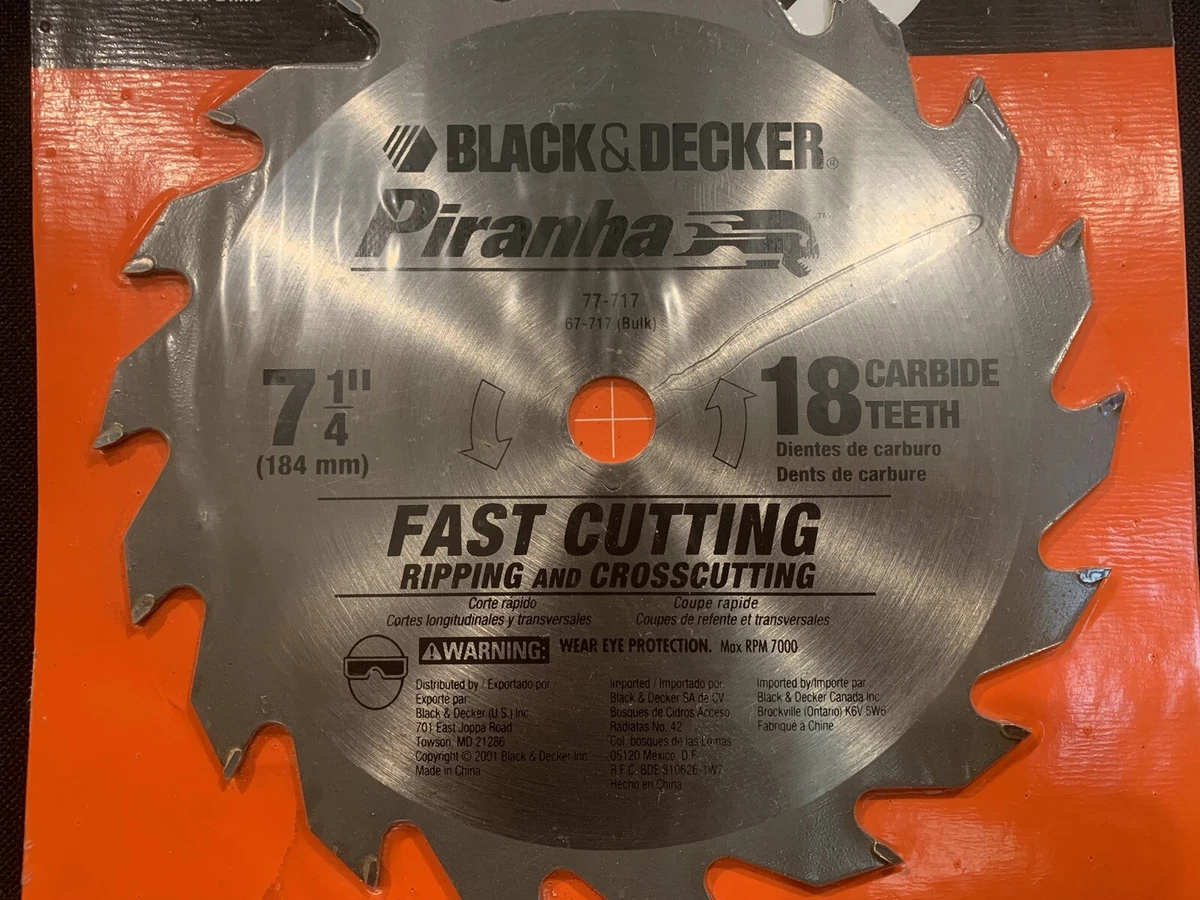 BLACK&DECKER®
Piranha™
77-717
67-717 (Bulk)
7 1/4"
(184 mm)
18 CARBIDE
TEETH
Dientes de carburo
Dents de carbure
FAST CUTTING
RIPPING AND CROSSCUTTING
Corte rápido
Cortes longitudinales y transversales
Coupe rapide
Coupes de refente et transversales
WARNING: WEAR EYE PROTECTION. Max RPM 7000
Distributed by / Exportado por
Exporté par
Black & Decker (U.S.) Inc
701 East Joppa Road
Towson, MD 21286
Copyright © 2001 Black & Decker Inc
Made in China
Imported / Importado por
Black & Decker SA de CV
Bosques de Cidros Acceso
Radiatas No. 42
Col. bosques de las Lomas
05120 Mexico, D.F.
R.F.C. BDE 910626-1W7
Hecho en China
Imported by/Importe par
Black & Decker Canada Inc
Brockville (Ontario) K6V 5W6
Fabriqué à Chine